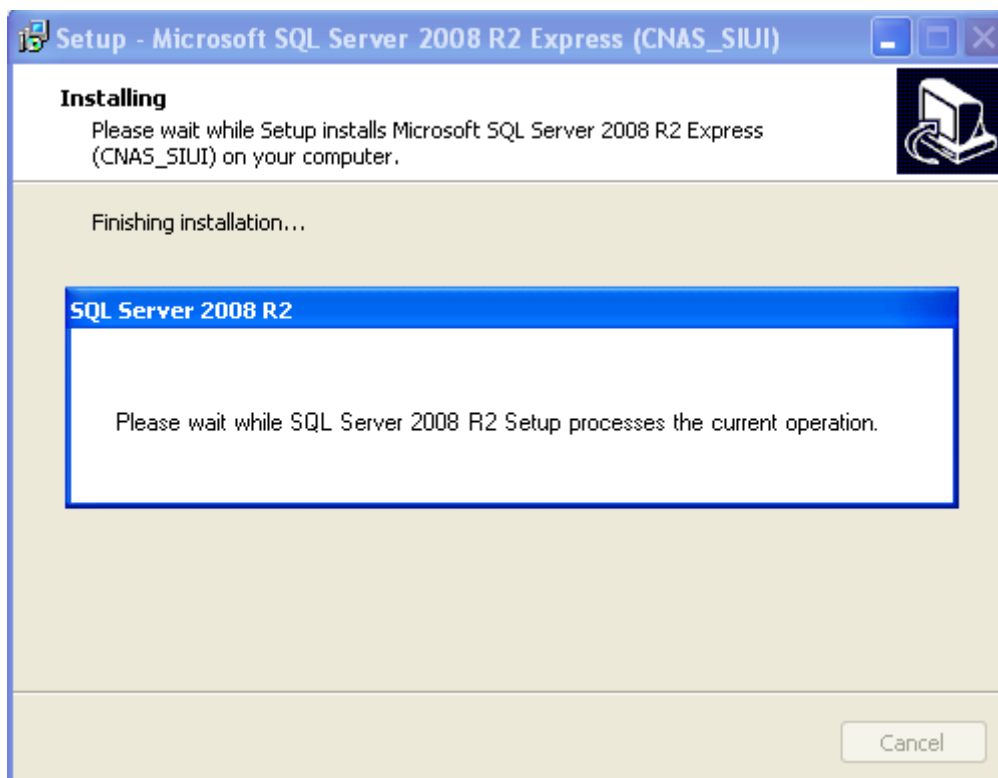 Setup - Microsoft SQL Server 2008 R2 Express (CNAS_SIUI)
Installing
Please wait while Setup installs Microsoft SQL Server 2008 R2 Express
(CNAS_SIUI) on your computer.
Finishing installation...
SQL Server 2008 R2
Please wait while SQL Server 2008 R2 Setup processes the current operation.
Cancel